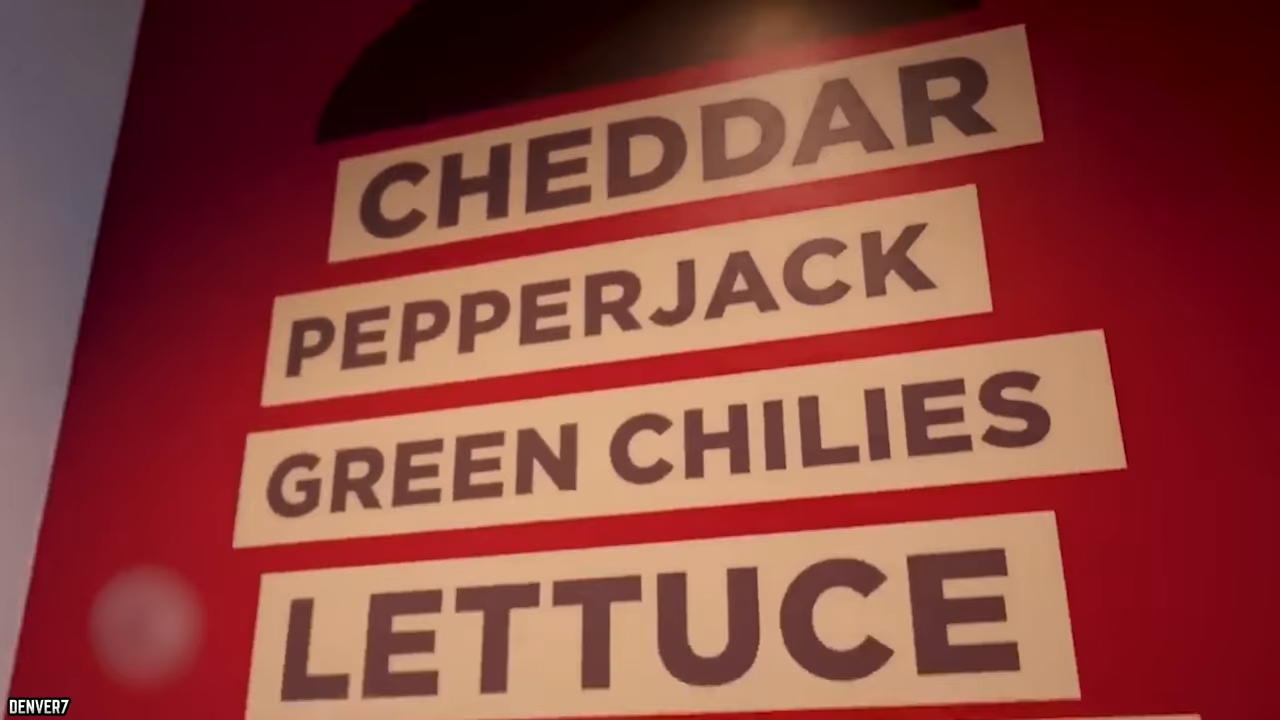 CHEDDAR
PEPPERJACK
GREEN CHILIES
LETTUCE
DENVER7